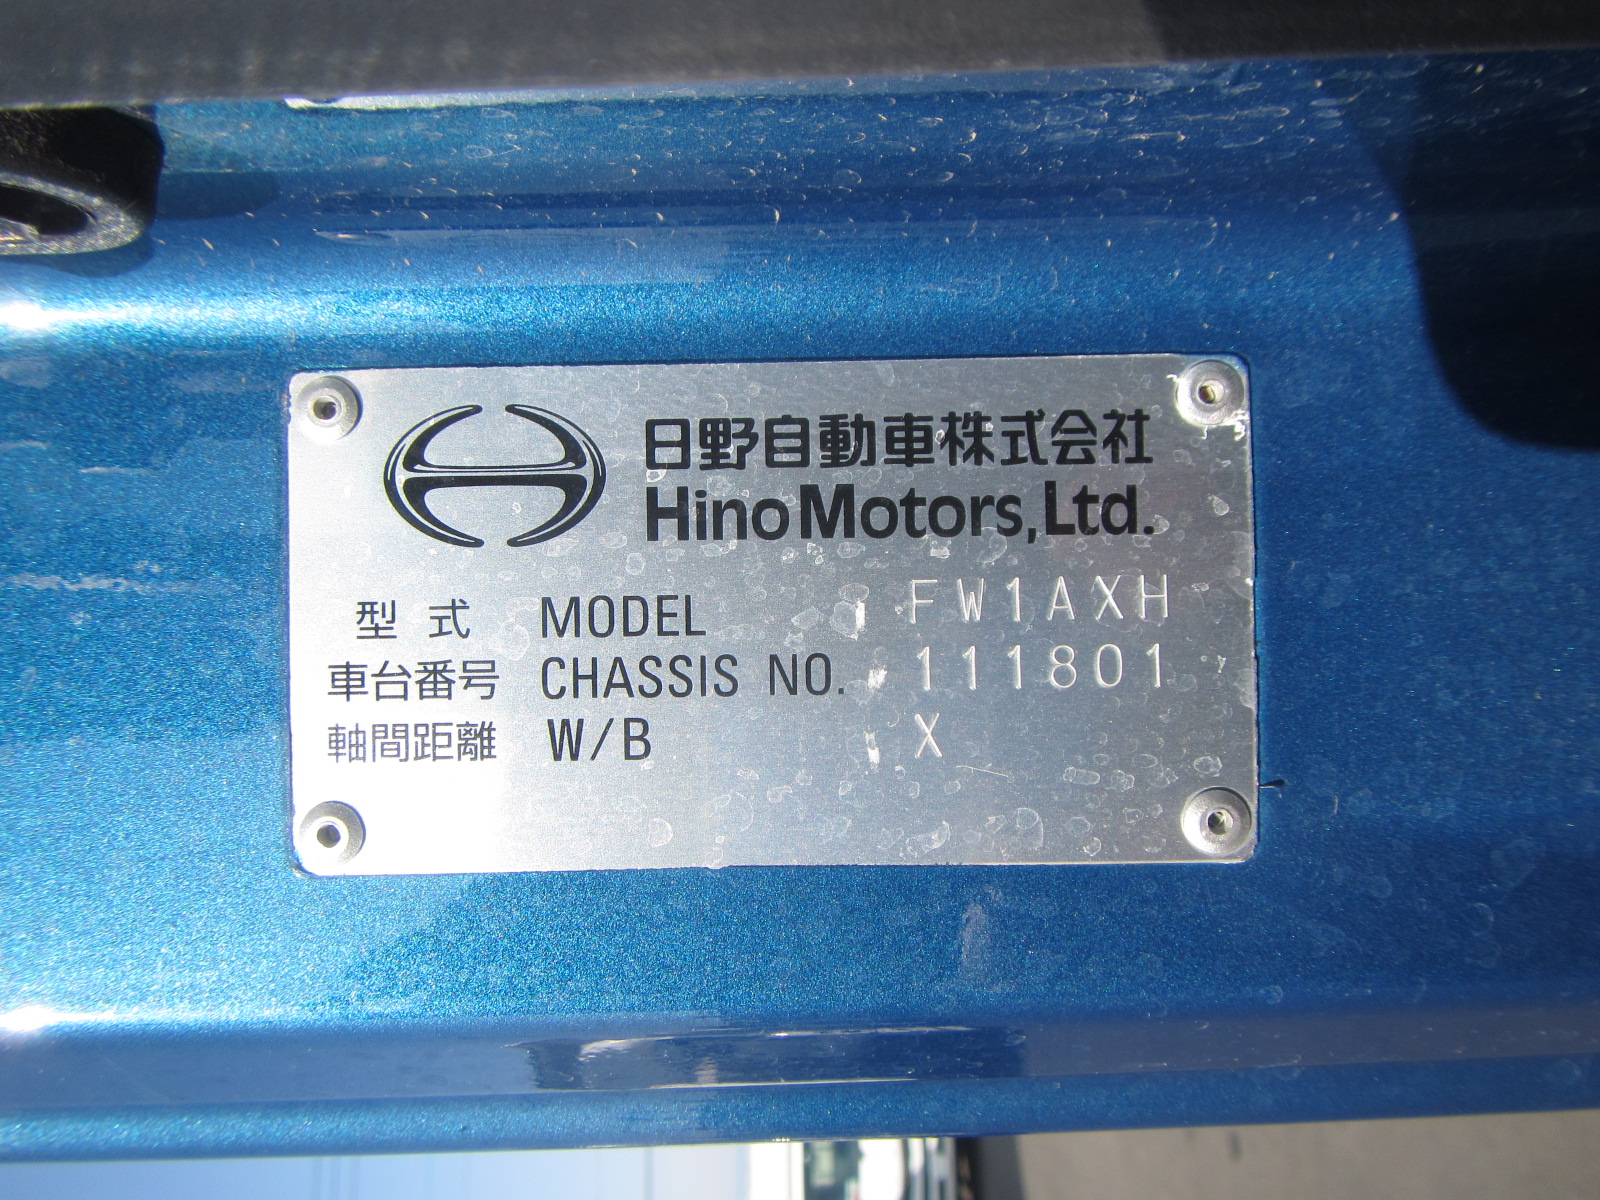 日野自動車株式会社
Hino Motors, Ltd.
型式 MODEL FW1AXH
車台番号 CHASSIS NO. 111801
軸間距離 W/B X